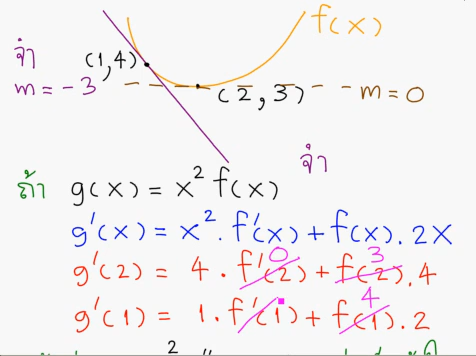 f(x)
จำ
(1,4)
m = -3
(2,3)
m = 0
จำ
ถ้า g(x) = x² f(x)
g'(x) = x² . f'(x) + f(x) . 2x
0 3
g'(2) = 4 . f'(2) + f(2) . 4
4
g'(1) = 1 . f'(1) + f(1) . 2